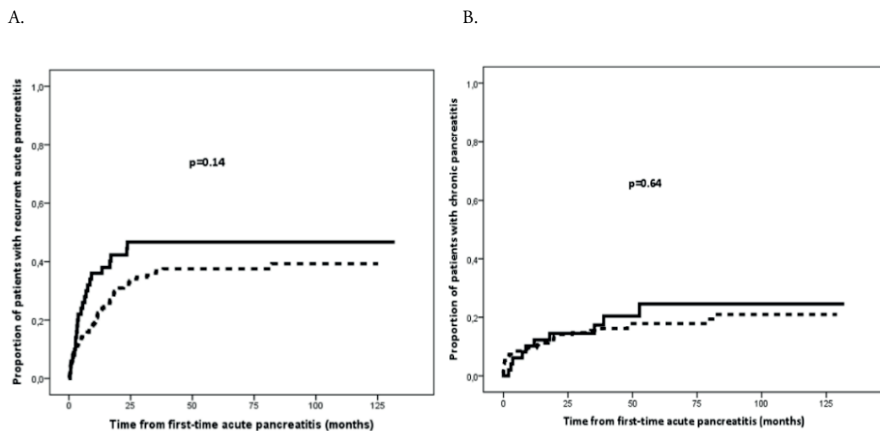 A.
Proportion of patients with recurrent acute pancreatitis
1,0
0,8
0,6
0,4
0,2
0,0
p=0.14
0 25 50 75 100 125
Time from first-time acute pancreatitis (months)
B.
Proportion of patients with chronic pancreatitis
1,0
0,8
0,6
0,4
0,2
0,0
p=0.64
0 25 50 75 100 125
Time from first-time acute pancreatitis (months)